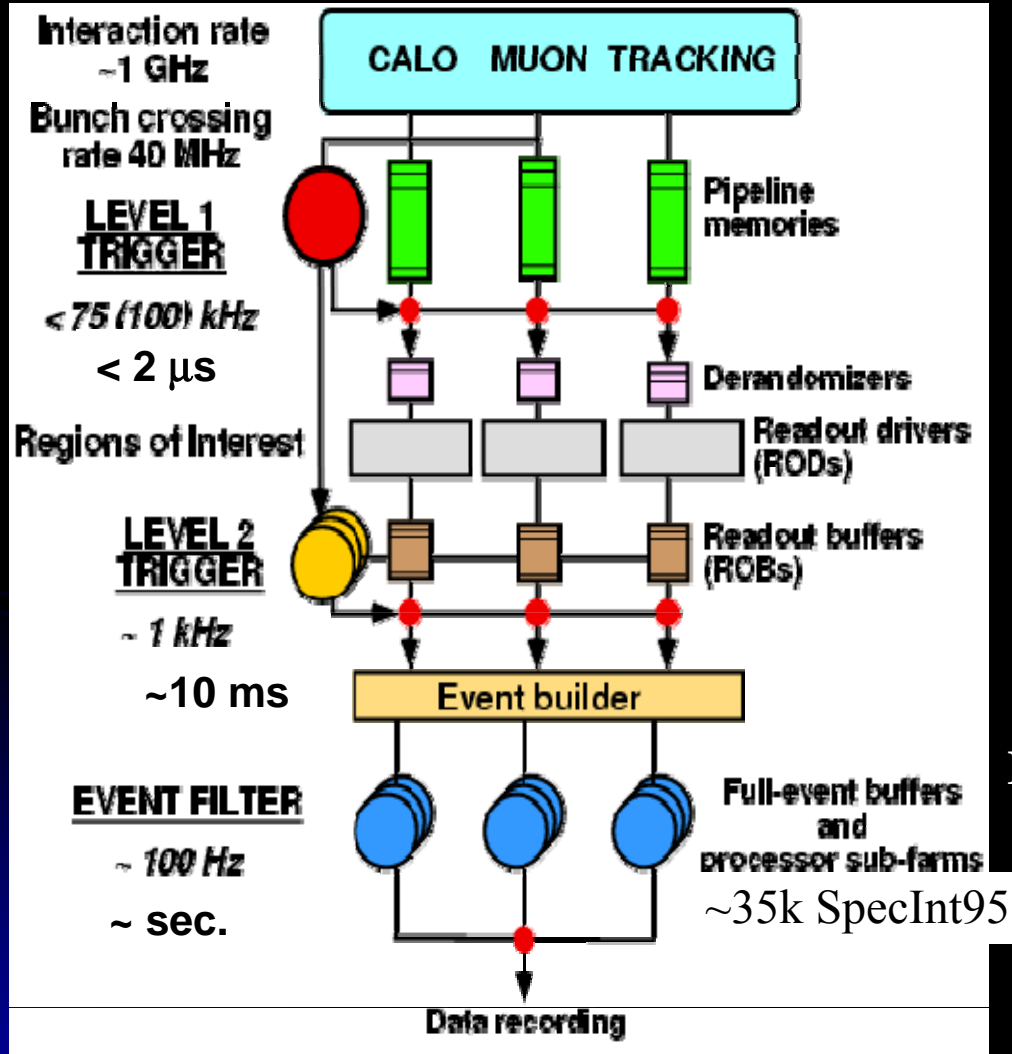 Interaction rate
~1 GHz
CALO MUON TRACKING
Bunch crossing
rate 40 MHz
LEVEL 1
TRIGGER
Pipeline
memories
< 75 (100) kHz
< 2 μs
Derandomizers
Regions of Interest
Readout drivers
(RODs)
LEVEL 2
TRIGGER
Readout buffers
(ROBs)
~ 1 kHz
~10 ms
Event builder
EVENT FILTER
Full-event buffers
and
processor sub-farms
~ 100 Hz
~35k SpecInt95
~ sec.
Data recording